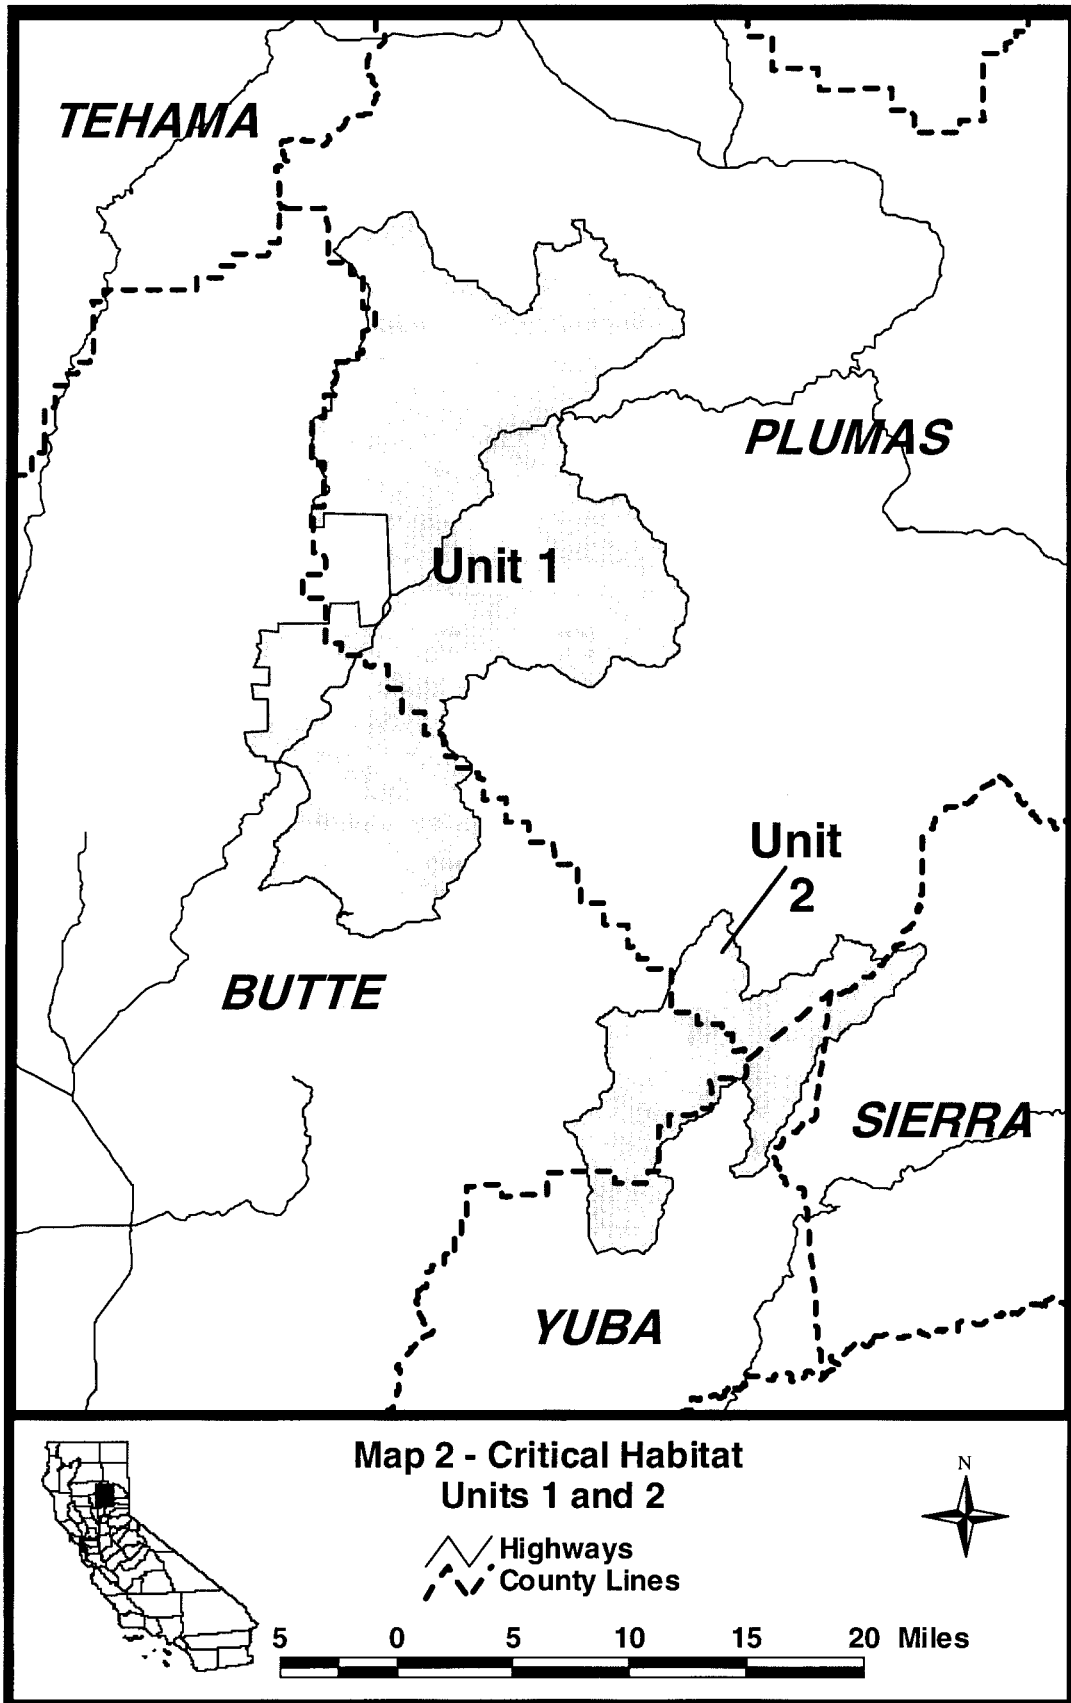 TEHAMA
PLUMAS
Unit 1
Unit
2
BUTTE
SIERRA
YUBA
Map 2 - Critical Habitat
Units 1 and 2
N
Highways
County Lines
5 0 5 10 15 20 Miles